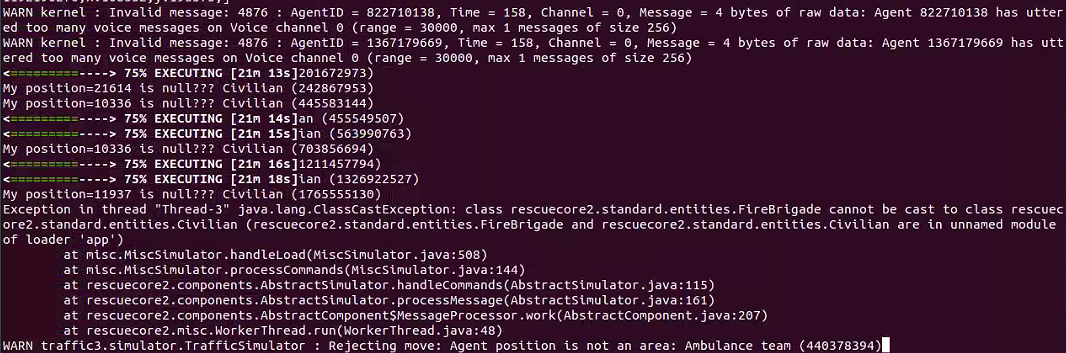 WARN kernel : Invalid message: 4876 : AgentID = 822710138, Time = 158, Channel = 0, Message = 4 bytes of raw data: Agent 822710138 has utter
ed too many voice messages on Voice channel 0 (range = 30000, max 1 messages of size 256)
WARN kernel : Invalid message: 4876 : AgentID = 1367179669, Time = 158, Channel = 0, Message = 4 bytes of raw data: Agent 1367179669 has utt
ered too many voice messages on Voice channel 0 (range = 30000, max 1 messages of size 256)
<=========----> 75% EXECUTING [21m 13s]201672973)
My position=21614 is null??? Civilian (242867953)
My position=10336 is null??? Civilian (445583144)
<=========----> 75% EXECUTING [21m 14s]an (455549507)
<=========----> 75% EXECUTING [21m 15s]ian (563990763)
My position=10336 is null??? Civilian (703856694)
<=========----> 75% EXECUTING [21m 16s]1211457794)
<=========----> 75% EXECUTING [21m 18s]ian (1326922527)
My position=11937 is null??? Civilian (1765555130)
Exception in thread "Thread-3" java.lang.ClassCastException: class rescuecore2.standard.entities.FireBrigade cannot be cast to class rescuec
ore2.standard.entities.Civilian (rescuecore2.standard.entities.FireBrigade and rescuecore2.standard.entities.Civilian are in unnamed module
of loader 'app')
at misc.MiscSimulator.handleLoad(MiscSimulator.java:508)
at misc.MiscSimulator.processCommands(MiscSimulator.java:144)
at rescuecore2.components.AbstractSimulator.handleCommands(AbstractSimulator.java:115)
at rescuecore2.components.AbstractSimulator.processMessage(AbstractSimulator.java:161)
at rescuecore2.components.AbstractComponent$MessageProcessor.work(AbstractComponent.java:207)
at rescuecore2.misc.WorkerThread.run(WorkerThread.java:48)
WARN traffic3.simulator.TrafficSimulator : Rejecting move: Agent position is not an area: Ambulance team (440378394)